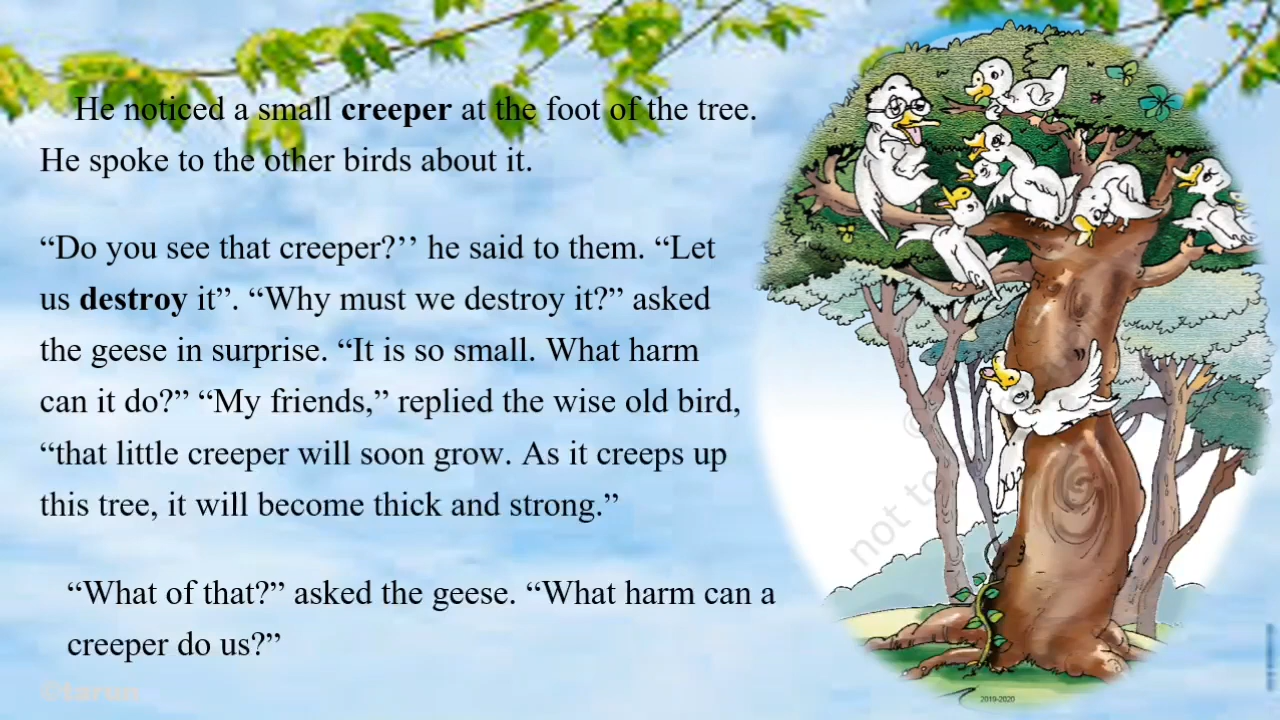 He noticed a small creeper at the foot of the tree.
He spoke to the other birds about it.
“Do you see that creeper?’’ he said to them. “Let
us destroy it”. “Why must we destroy it?” asked
the geese in surprise. “It is so small. What harm
can it do?” “My friends,” replied the wise old bird,
“that little creeper will soon grow. As it creeps up
this tree, it will become thick and strong.”
“What of that?” asked the geese. “What harm can a
creeper do us?”
©tarun
not to
2019-2020